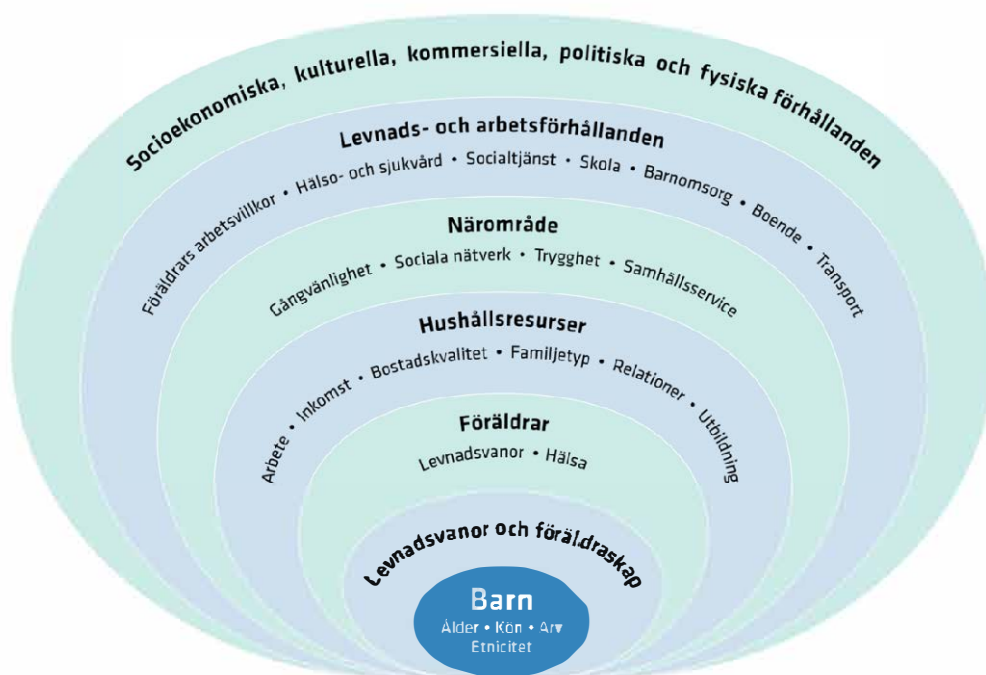 Socioekonomiska, kulturella, kommersiella, politiska och fysiska förhållanden
Levnads- och arbetsförhållanden
Föräldrars arbetsvillkor • Hälso- och sjukvård • Socialtjänst • Skola • Barnomsorg • Boende • Transport
Närområde
Gångvänlighet • Sociala nätverk • Trygghet • Samhällsservice
Hushållsresurser
Arbete • Inkomst • Bostadskvalitet • Familjetyp • Relationer • Utbildning
Föräldrar
Levnadsvanor • Hälsa
Levnadsvanor och föräldraskap
Barn
Ålder • Kön • Arv
Etnicitet